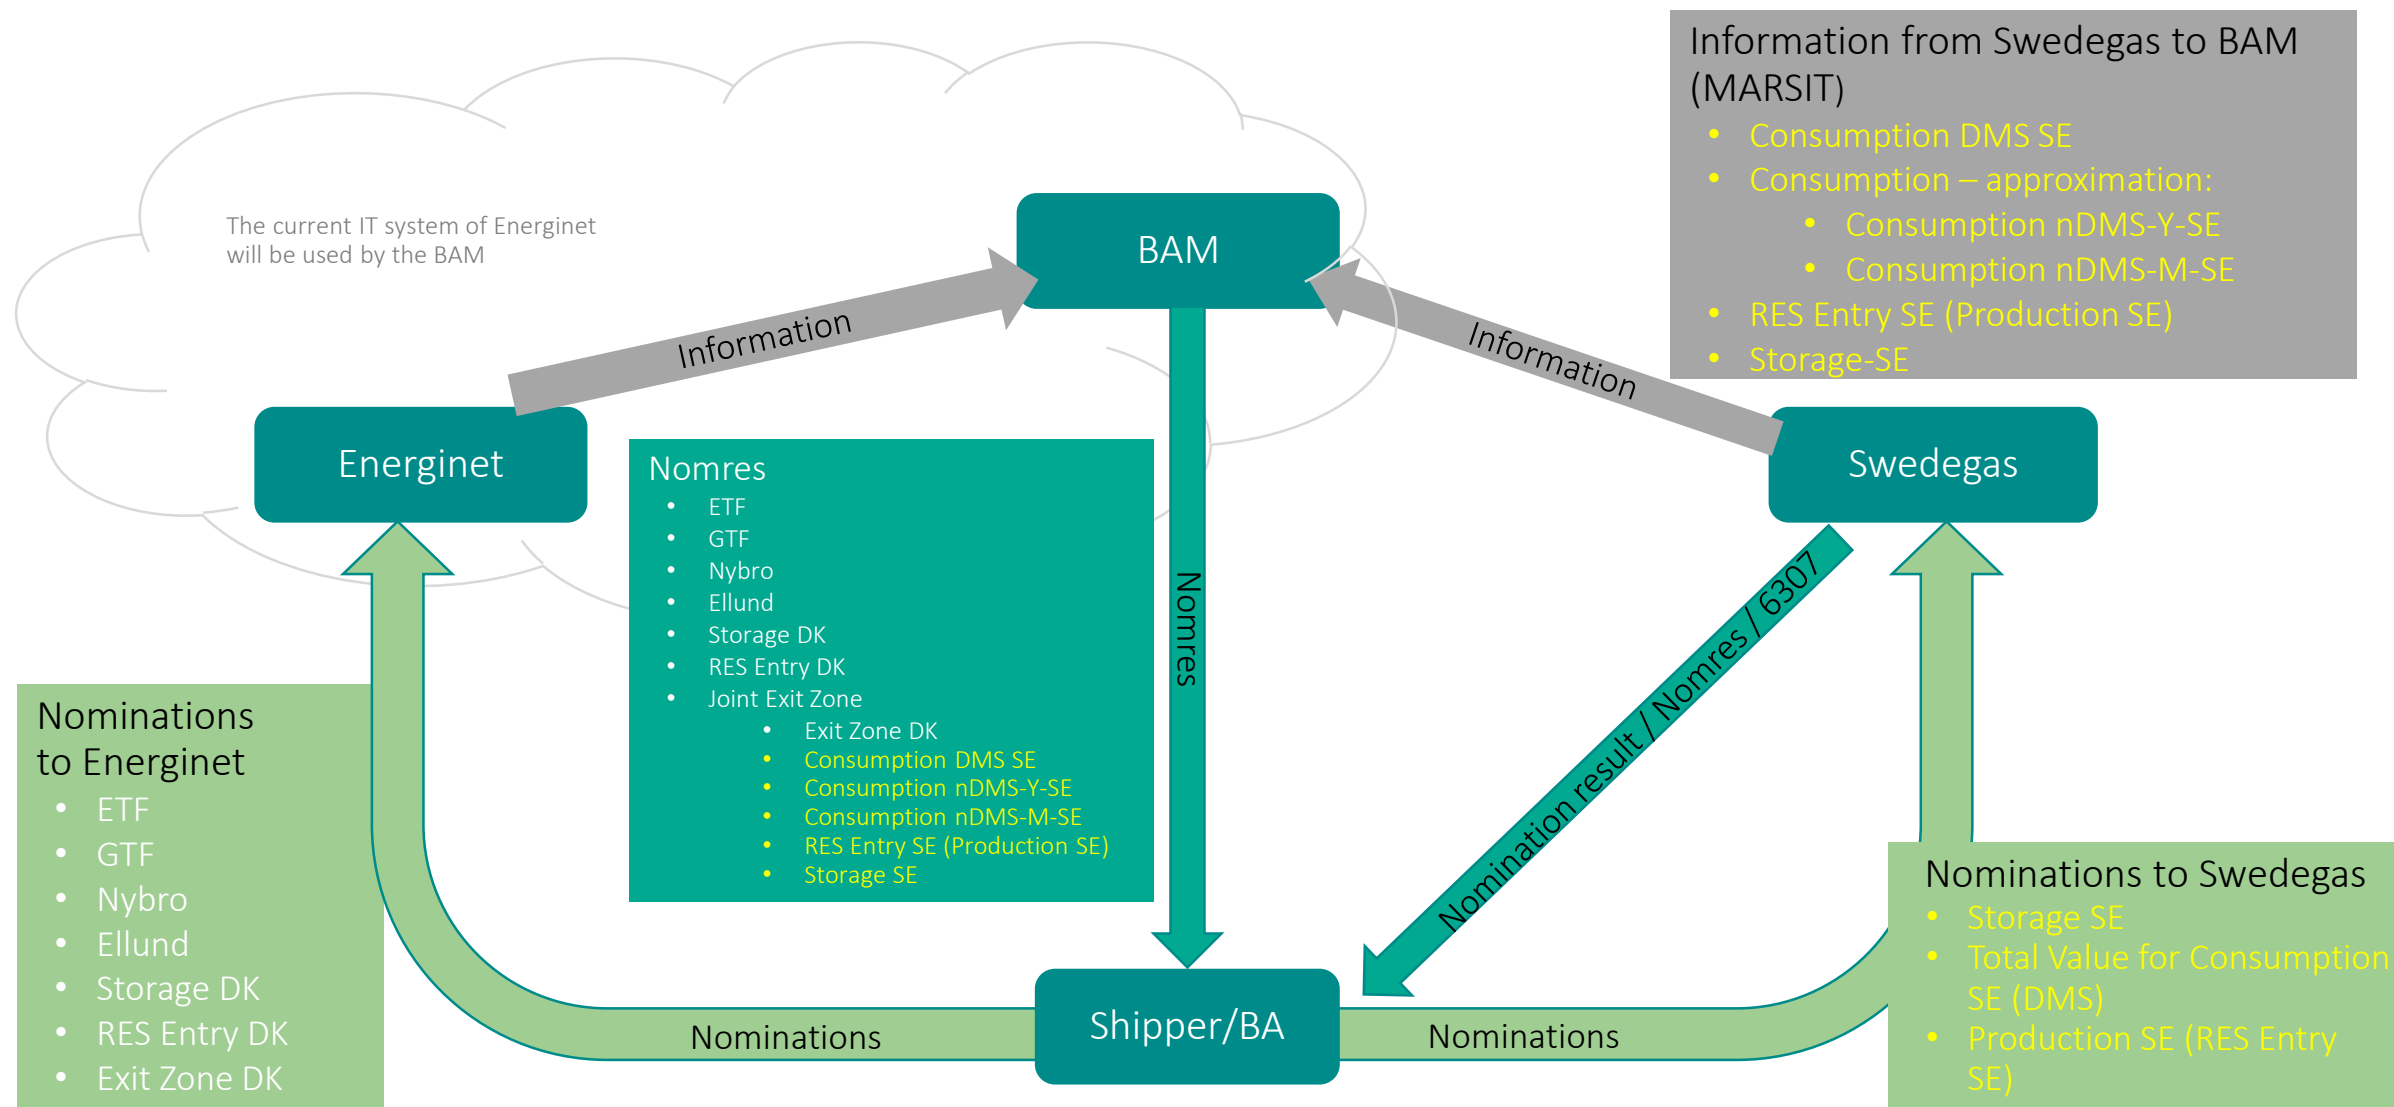 Information from Swedegas to BAM
(MARSIT)
• Consumption DMS SE
• Consumption – approximation:
• Consumption nDMS-Y-SE
• Consumption nDMS-M-SE
• RES Entry SE (Production SE)
• Storage-SE
The current IT system of Energinet
will be used by the BAM
BAM
Information
Information
Energinet
Swedegas
Nomres
• ETF
• GTF
• Nybro
• Ellund
• Storage DK
• RES Entry DK
• Joint Exit Zone
• Exit Zone DK
• Consumption DMS SE
• Consumption nDMS-Y-SE
• Consumption nDMS-M-SE
• RES Entry SE (Production SE)
• Storage SE
Nomres
Nomination result / Nomres / 6307
Nominations
to Energinet
• ETF
• GTF
• Nybro
• Ellund
• Storage DK
• RES Entry DK
• Exit Zone DK
Nominations to Swedegas
• Storage SE
• Total Value for Consumption
SE (DMS)
• Production SE (RES Entry
SE)
Nominations
Shipper/BA
Nominations